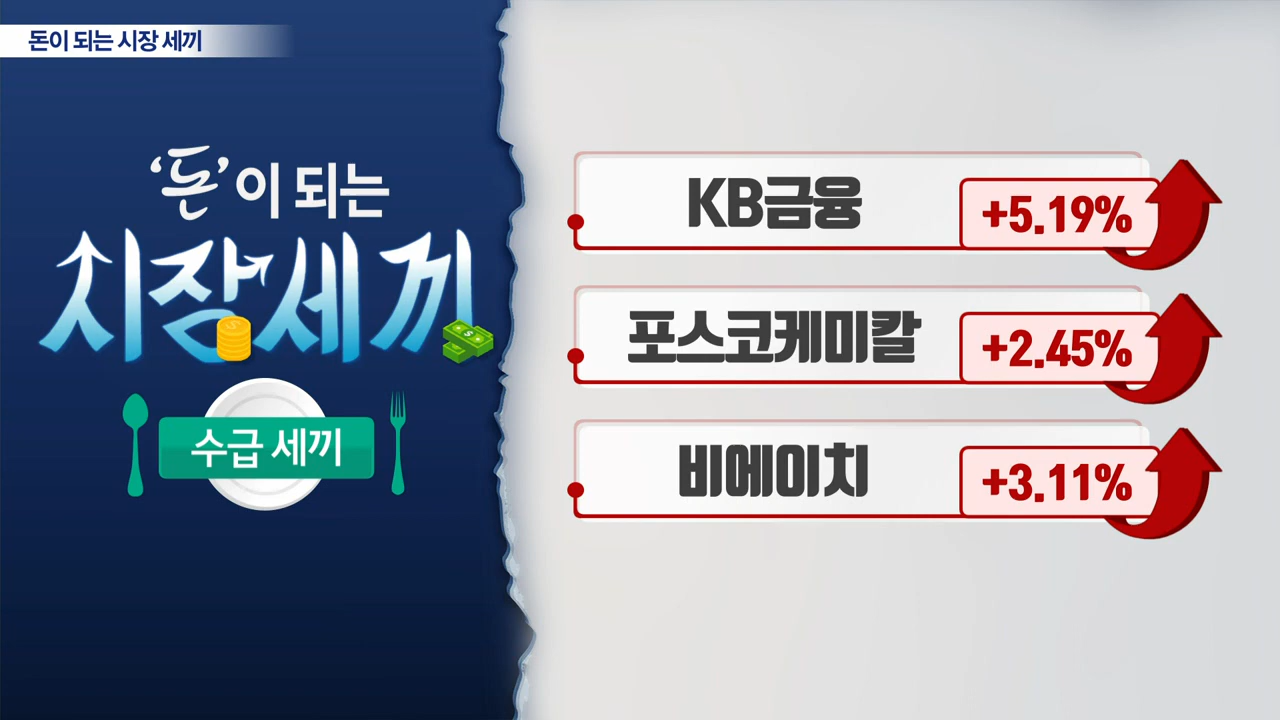 돈이 되는 시장 세끼
‘돈’이 되는
시장세끼
수급 세끼
KB금융
+5.19%
포스코케미칼
+2.45%
비에이치
+3.11%